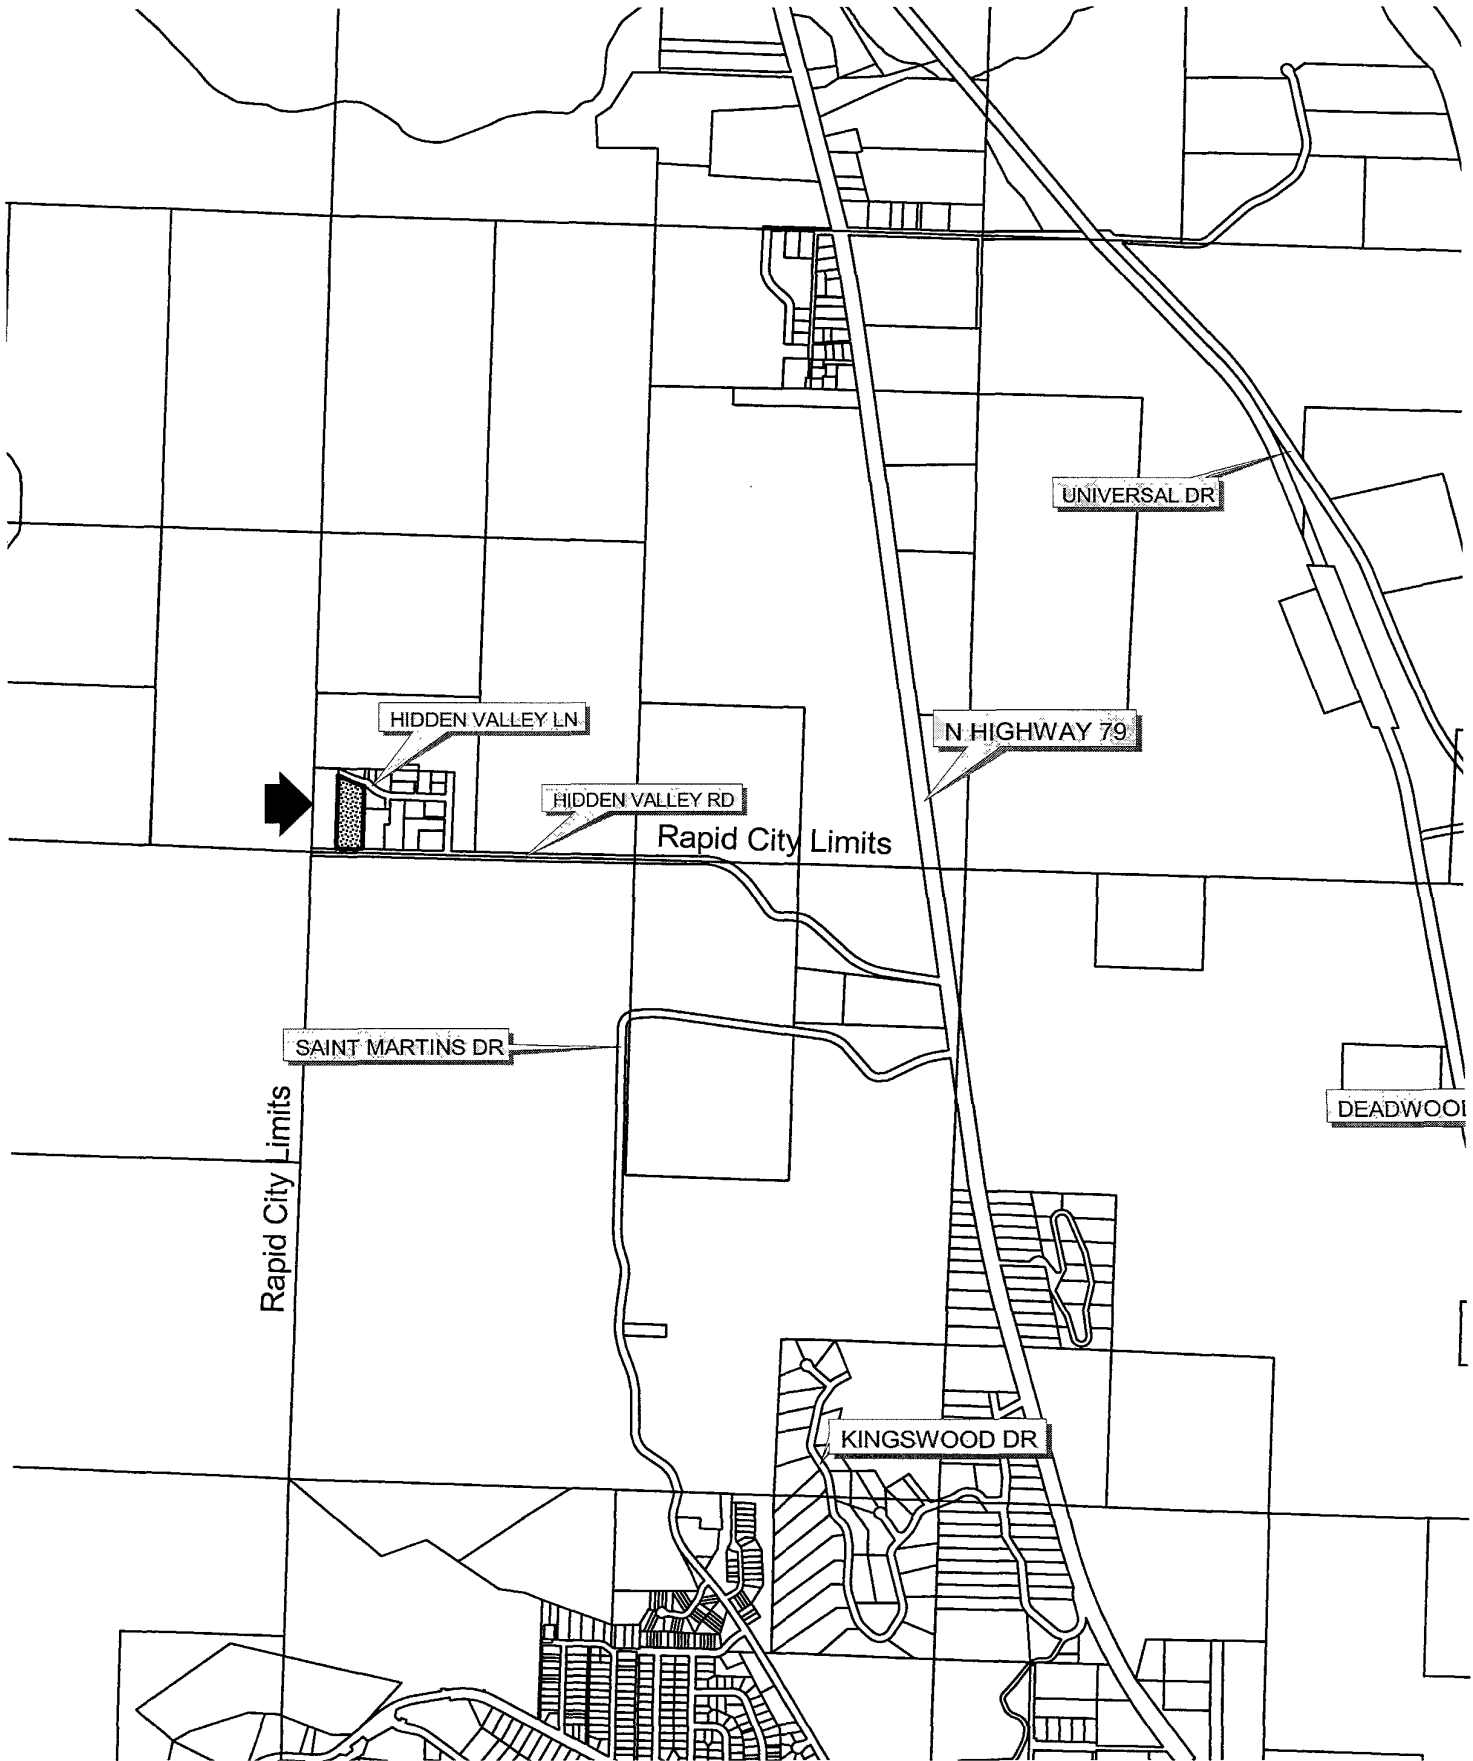 UNIVERSAL DR
HIDDEN VALLEY LN
N HIGHWAY 79
HIDDEN VALLEY RD
Rapid City Limits
SAINT MARTINS DR
Rapid City Limits
DEADWOOD
KINGSWOOD DR